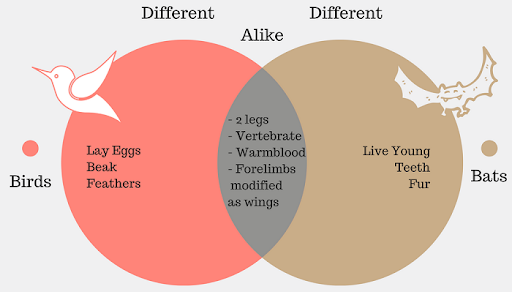 Different
Different
Alike
Birds
Lay Eggs
Beak
Feathers
- 2 legs
- Vertebrate
- Warmblood
- Forelimbs
modified
as wings
Live Young
Teeth
Fur
Bats